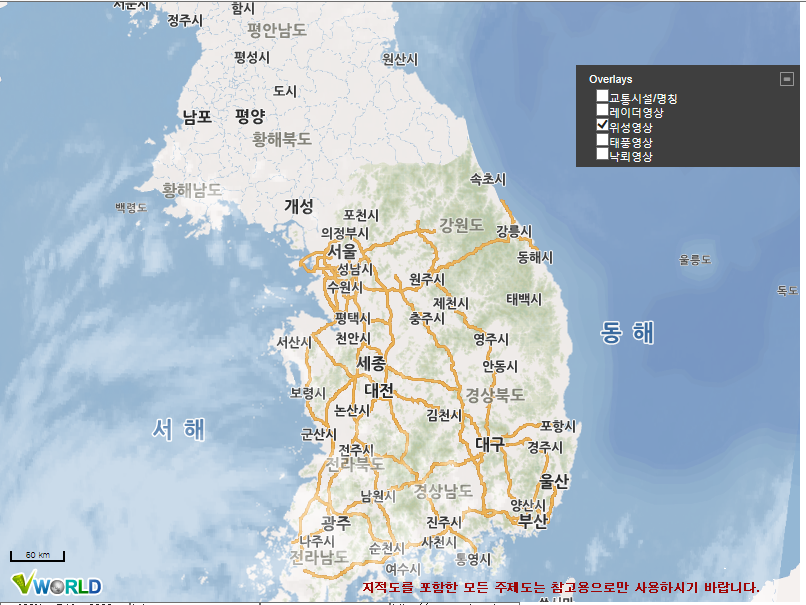 함시
정주시
평안남도
평성시
원산시
도시
남포
평양
황해북도
황해남도
백령도
개성
속초시
포천시
의정부시
강원도
강릉시
서울
동해시
성남시
원주시
수원시
제천시
태백시
울릉도
독도
평택시
충주시
동해
서산시
천안시
영주시
세종
안동시
보령시
대전
경상북도
논산시
김천시
서해
군산시
포항시
전주시
대구
경주시
전라북도
울산
남원시
경상남도
양산시
광주
진주시
부산
나주시
순천시
사천시
전라남도
통영시
여수시
Overlays
교통시설/명칭
레이더영상
위성영상
태풍영상
낙뢰영상
60 km
VWORLD
지적도를 포함한 모든 주제도는 참고용으로만 사용하시기 바랍니다.